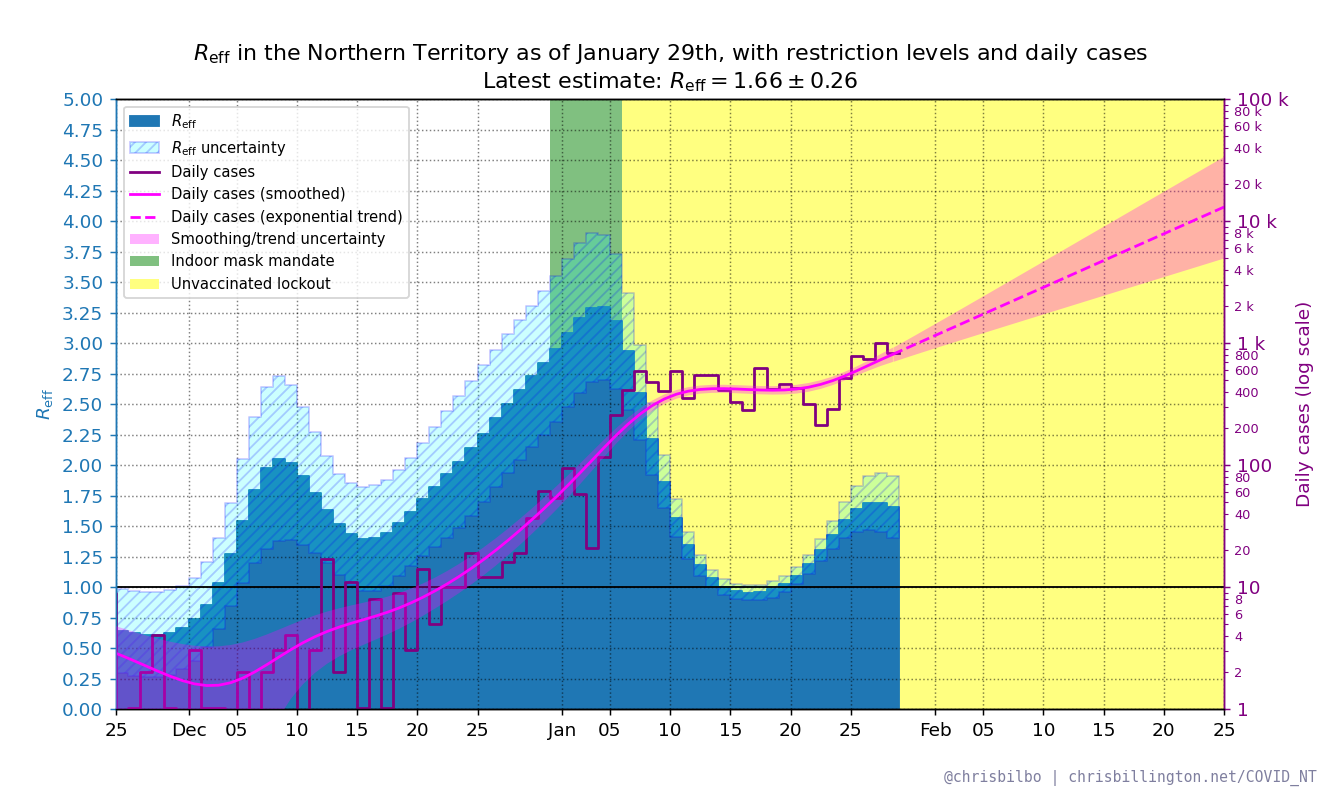 Reff in the Northern Territory as of January 29th, with restriction levels and daily cases
Latest estimate: Reff = 1.66 ± 0.26
Reff
Reff uncertainty
Daily cases
Daily cases (smoothed)
Daily cases (exponential trend)
Smoothing/trend uncertainty
Indoor mask mandate
Unvaccinated lockout
Reff
5.00
4.75
4.50
4.25
4.00
3.75
3.50
3.25
3.00
2.75
2.50
2.25
2.00
1.75
1.50
1.25
1.00
0.75
0.50
0.25
0.00
25 Dec 05 10 15 20 25 Jan 05 10 15 20 25 Feb 05 10 15 20 25
100 k
80 k
60 k
40 k
20 k
10 k
8 k
6 k
4 k
2 k
1 k
800
600
400
200
100
80
60
40
20
10
8
6
4
2
1
Daily cases (log scale)
@chrisbilbo | chrisbillington.net/COVID_NT